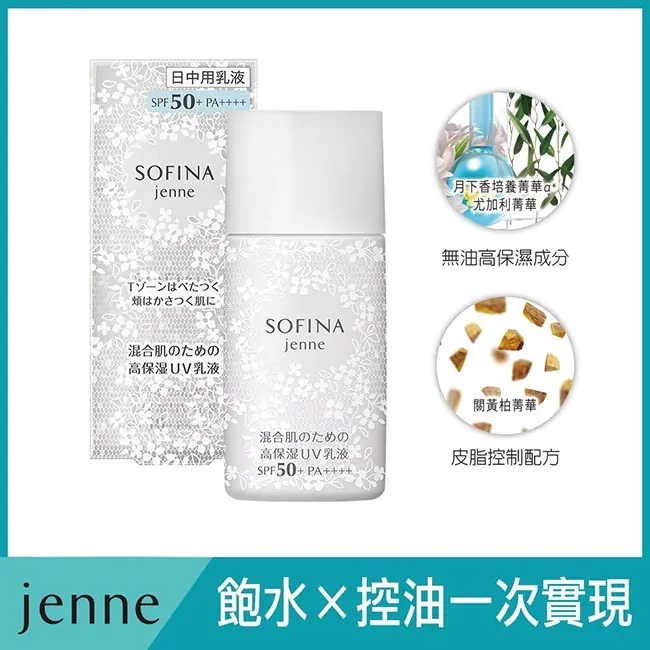 日中用乳液
SPF50+ PA++++
SOFINA
jenne
Tゾーンはべたつく
頬はかさつく肌に
混合肌のための
高保湿UV乳液
SOFINA
jenne
混合肌のための
高保湿UV乳液
SPF50+ PA++++
月下香培養菁華α*
尤加利菁華
無油高保濕成分
關黃柏菁華
皮脂控制配方
jenne
飽水×控油一次實現